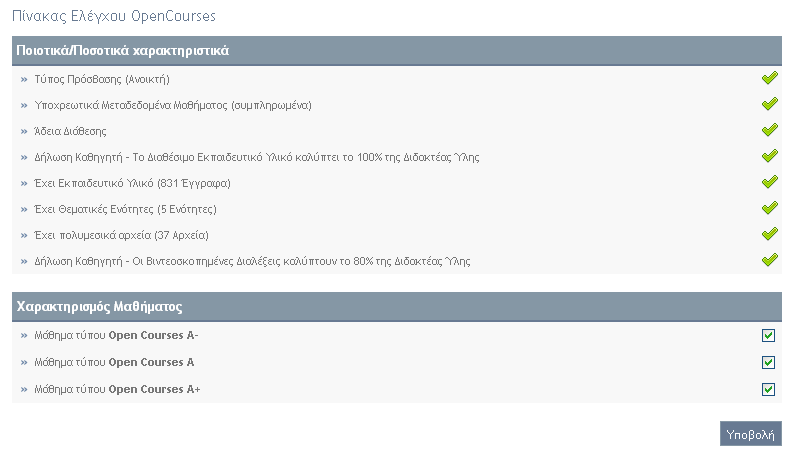 Πίνακας Ελέγχου OpenCourses
Ποιοτικά/Ποσοτικά χαρακτηριστικά
» Τύπος Πρόσβασης (Ανοικτή)
» Υποχρεωτικά Μεταδεδομένα Μαθήματος (συμπληρωμένα)
» Άδεια Διάθεσης
» Δήλωση Καθηγητή - Το Διαθέσιμο Εκπαιδευτικό Υλικό καλύπτει το 100% της Διδακτέας Ύλης
» Έχει Εκπαιδευτικό Υλικό (831 Έγγραφα)
» Έχει Θεματικές Ενότητες (5 Ενότητες)
» Έχει πολυμεσικά αρχεία (37 Αρχεία)
» Δήλωση Καθηγητή - Οι Βιντεοσκοπημένες Διαλέξεις καλύπτουν το 80% της Διδακτέας Ύλης
Χαρακτηρισμός Μαθήματος
» Μάθημα τύπου Open Courses A-
» Μάθημα τύπου Open Courses A
» Μάθημα τύπου Open Courses A+
Υποβολή